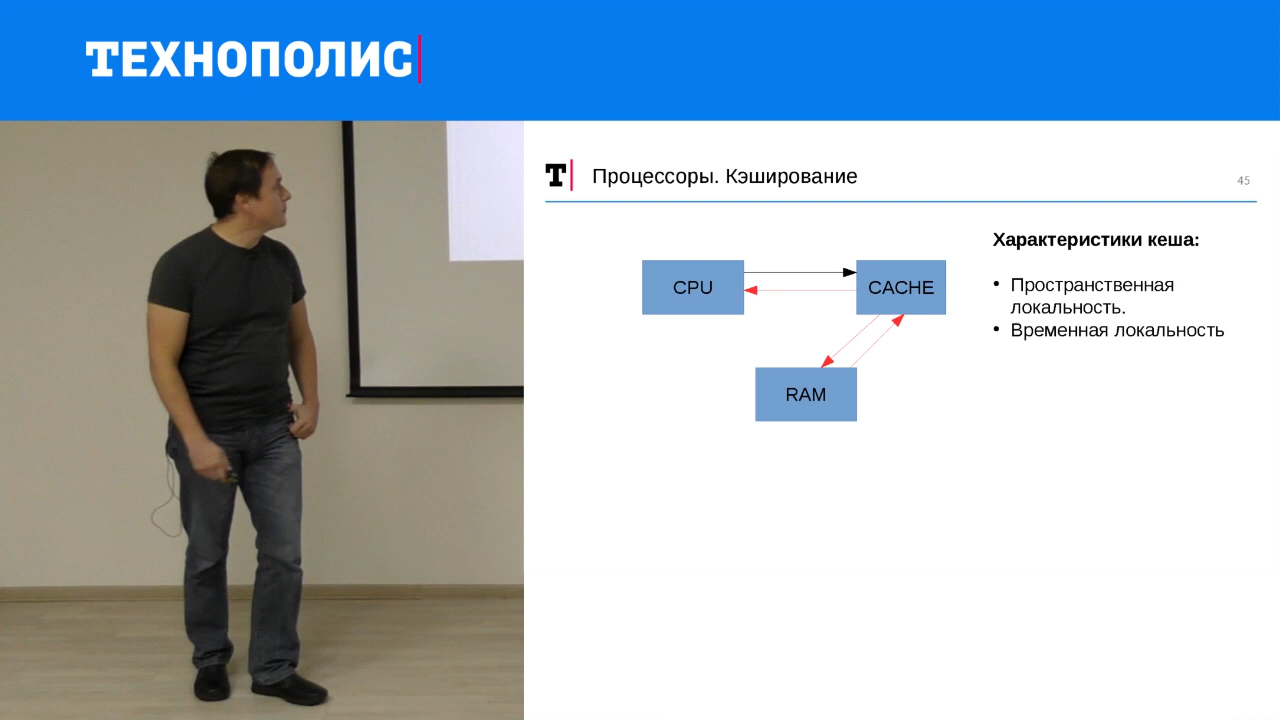 ТЕХНОПОЛИС
Т
Процессоры. Кэширование
45
Характеристики кеша:
CPU
CACHE
• Пространственная
локальность.
• Временная локальность
RAM